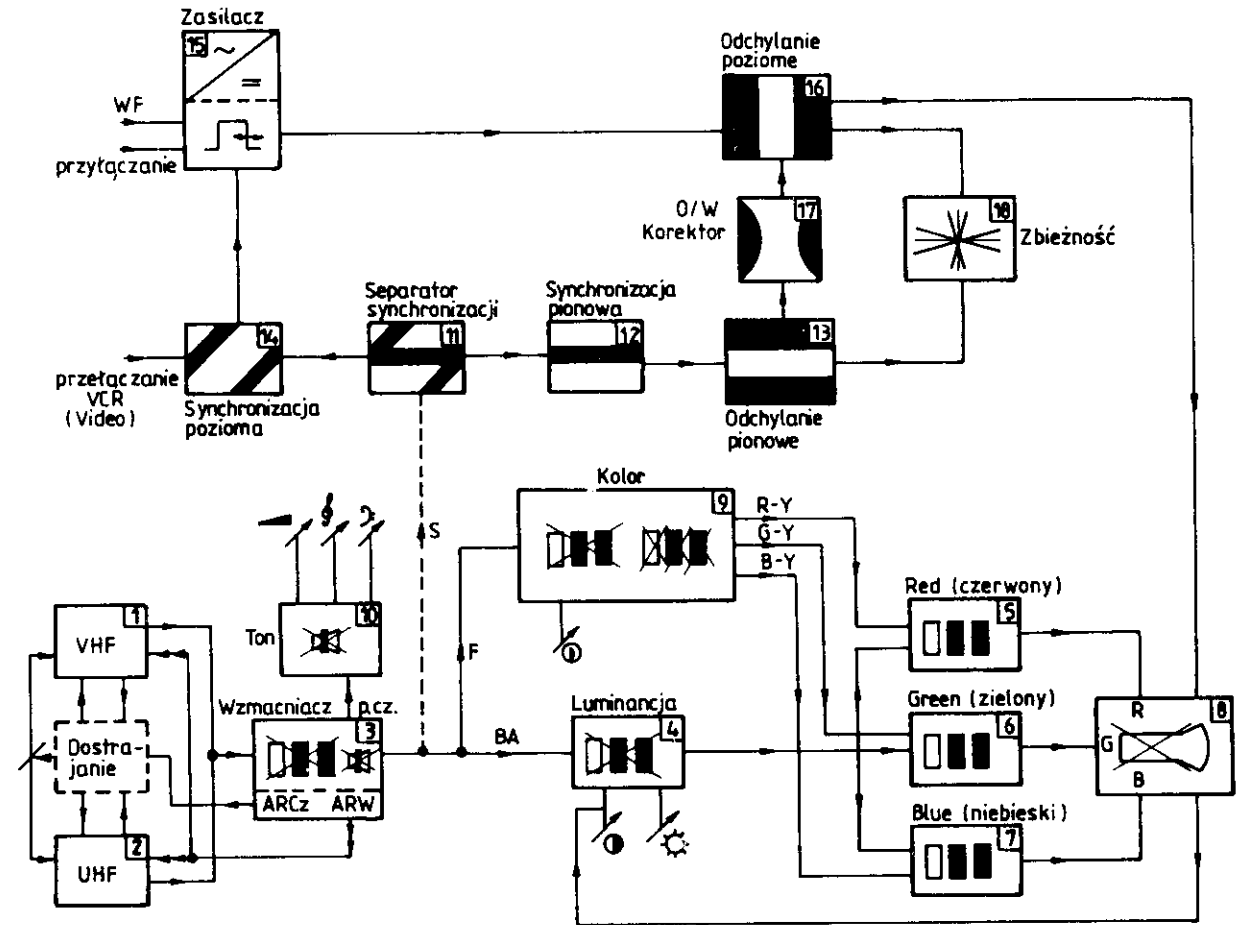 Zasilacz
15
WF
przyłączanie
Odchylanie
poziome
16
O/W
Korektor
17
18
Zbieżność
Separator
synchronizacji
11
Synchronizacja
pionowa
12
13
Odchylanie
pionowe
14
przełączanie
VCR
(Video)
Synchronizacja
pozioma
S
Kolor
9
R-Y
G-Y
B-Y
F
Ton
10
1
VHF
Dostra-
janie
2
UHF
Wzmacniacz p.cz.
3
ARCz ARW
BA
Luminancja
4
Red (czerwony)
5
Green (zielony)
6
Blue (niebieski)
7
8
R
G
B